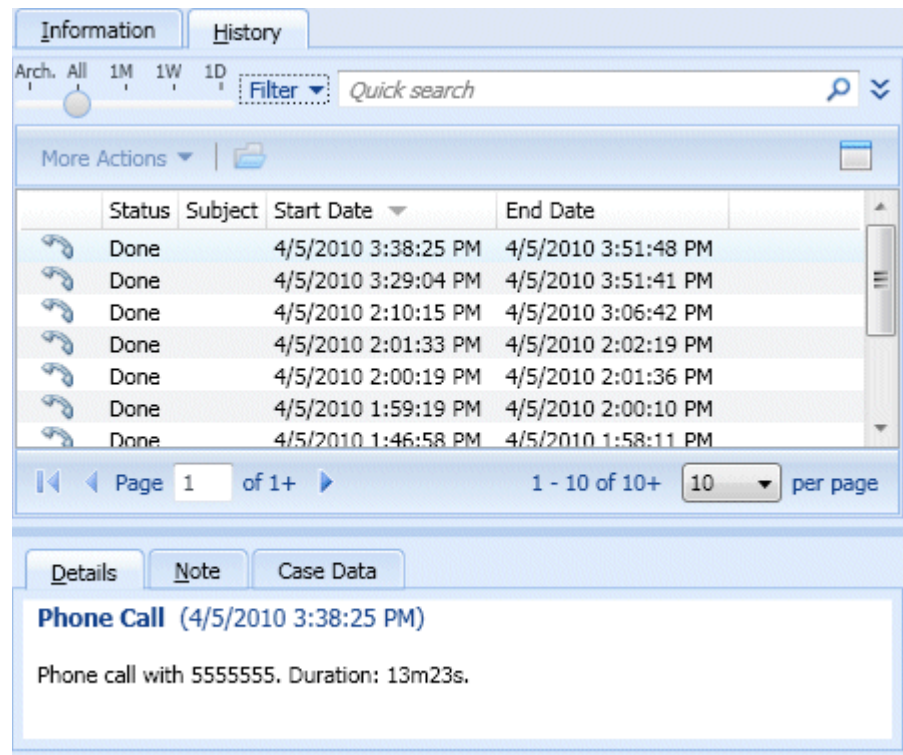 Information History
Arch. All 1M 1W 1D Filter Quick search
More Actions
Status Subject Start Date End Date
Done 4/5/2010 3:38:25 PM 4/5/2010 3:51:48 PM
Done 4/5/2010 3:29:04 PM 4/5/2010 3:51:41 PM
Done 4/5/2010 2:10:15 PM 4/5/2010 3:06:42 PM
Done 4/5/2010 2:01:33 PM 4/5/2010 2:02:19 PM
Done 4/5/2010 2:00:19 PM 4/5/2010 2:01:36 PM
Done 4/5/2010 1:59:19 PM 4/5/2010 2:00:10 PM
Done 4/5/2010 1:46:58 PM 4/5/2010 1:58:11 PM
Page 1 of 1+ 1 - 10 of 10+ 10 per page
Details Note Case Data
Phone Call (4/5/2010 3:38:25 PM)
Phone call with 5555555. Duration: 13m23s.